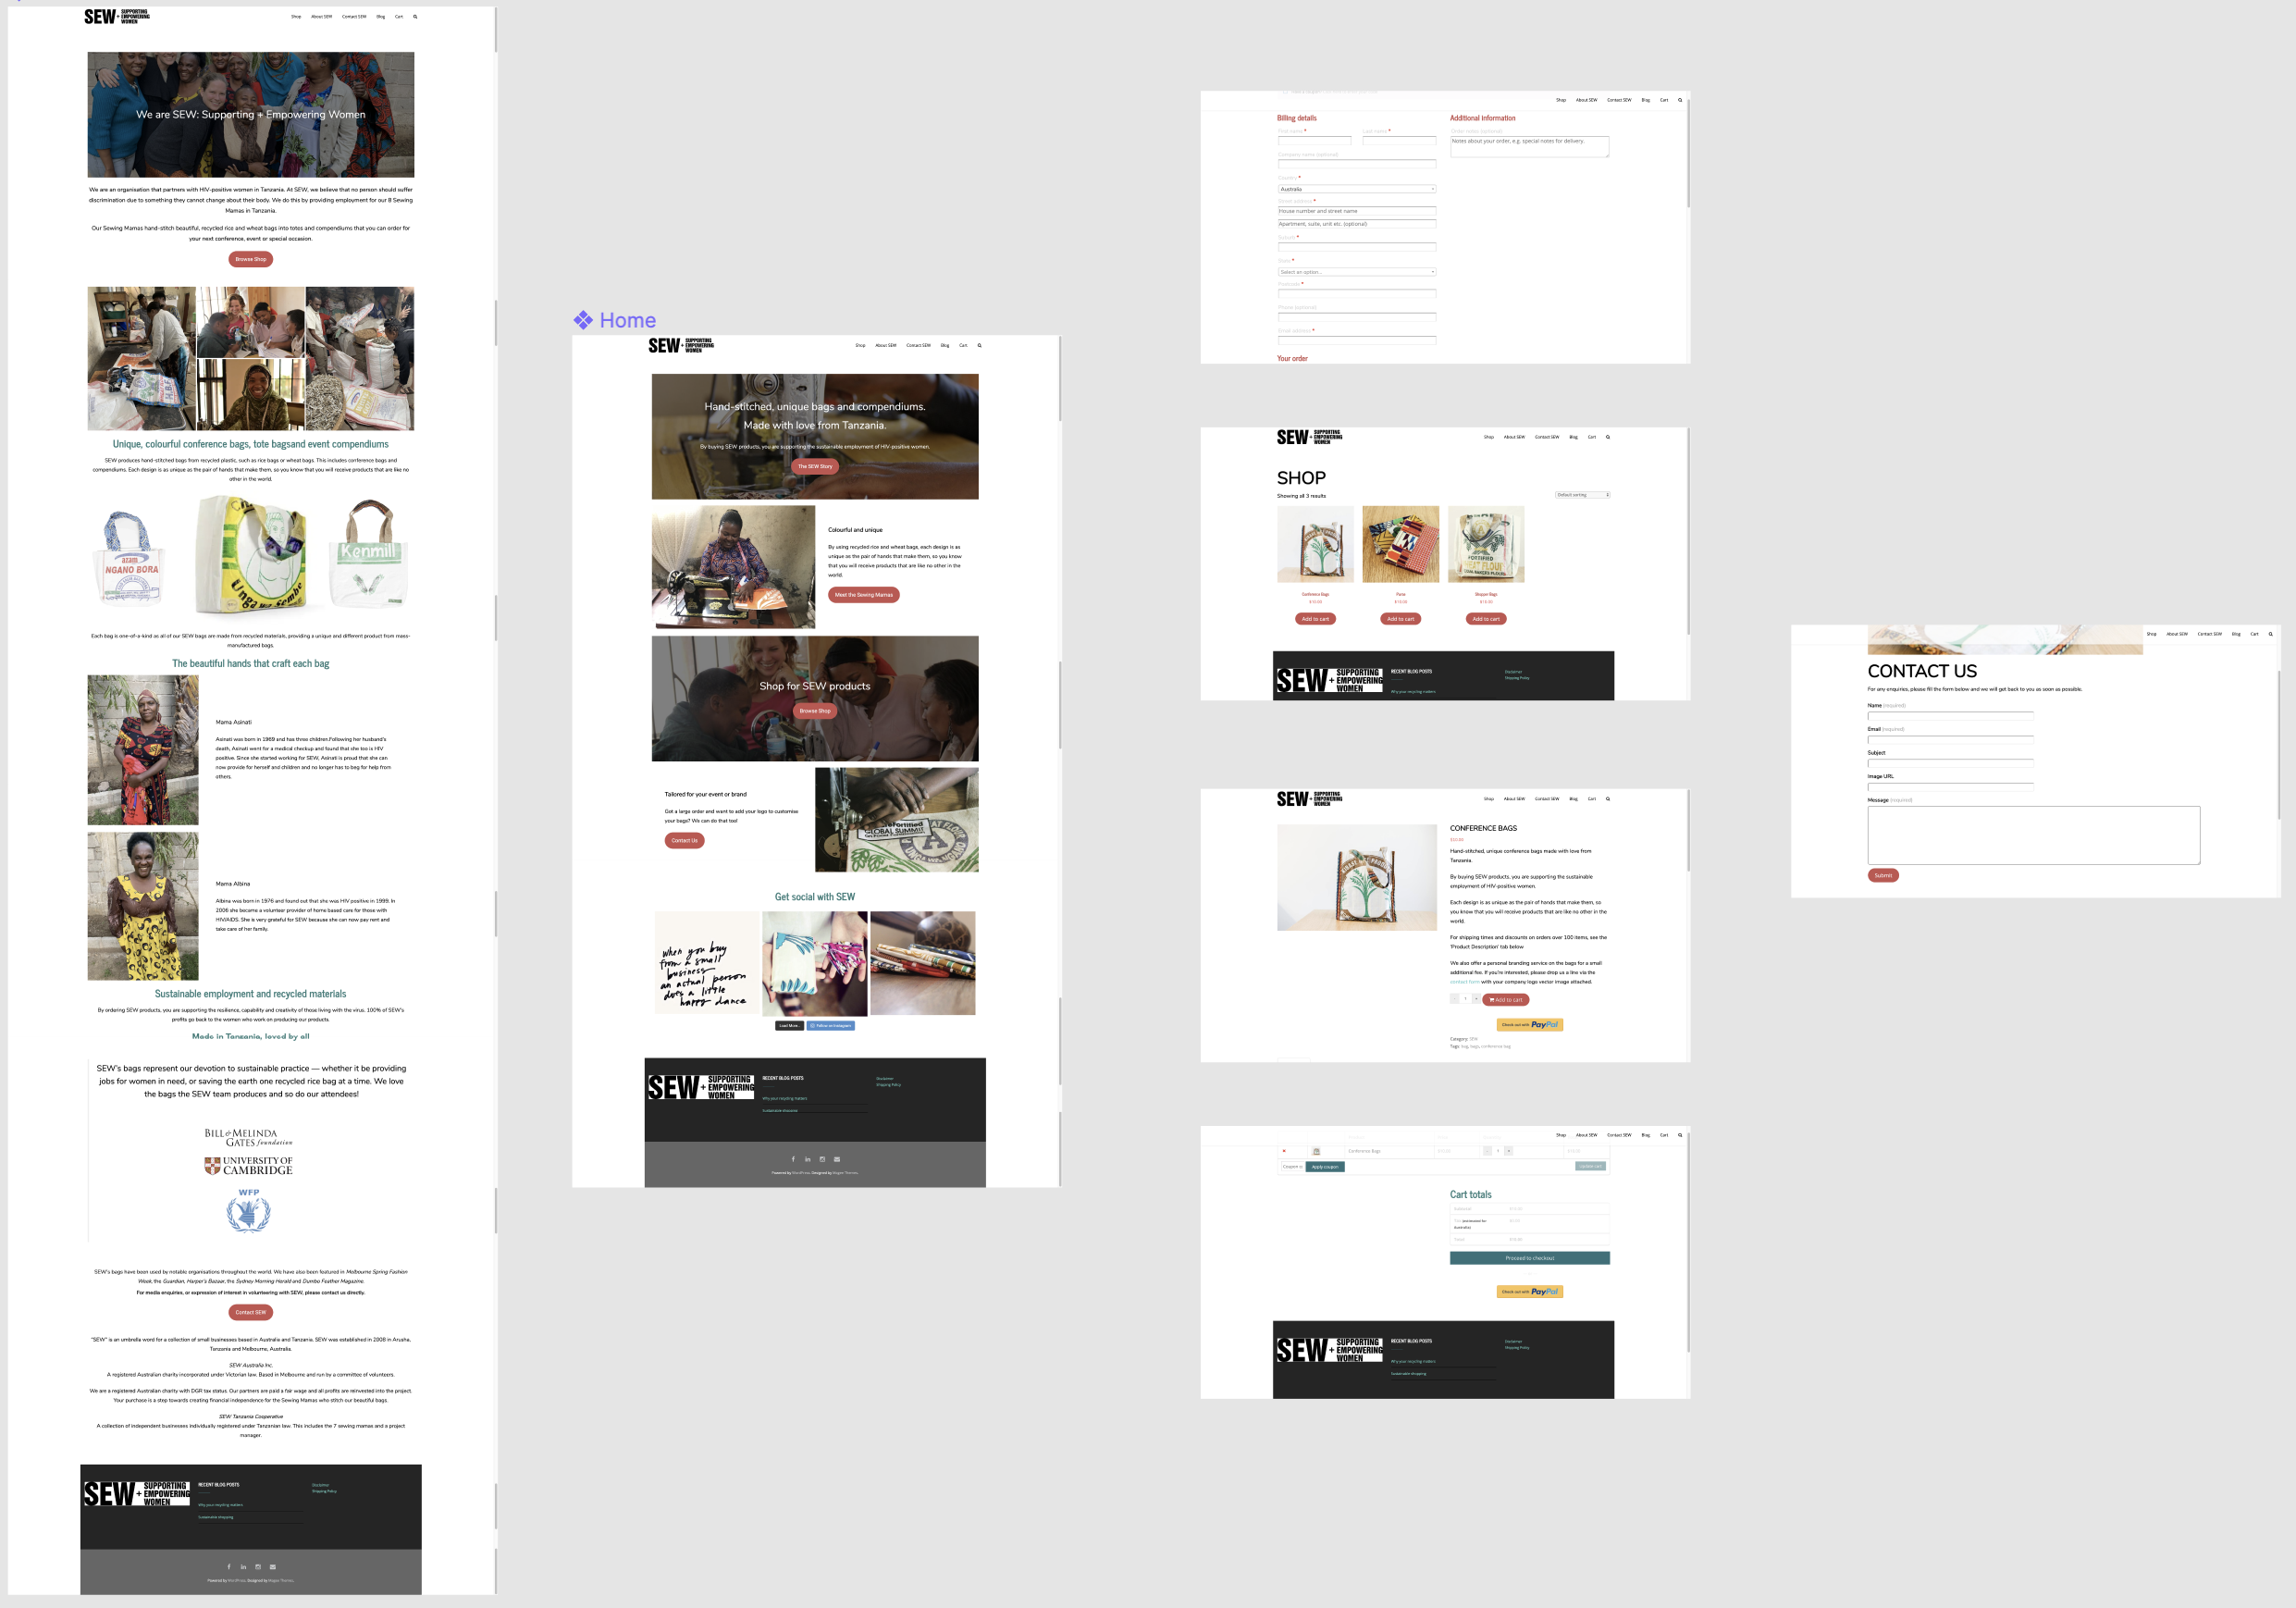 SEW + SUPPORTING EMPOWERING WOMEN
Shop About SEW Contact SEW Blog Cart
We are SEW: Supporting + Empowering Women
We are an organisation that partners with HIV-positive women in Tanzania. At SEW, we believe that no person should suffer
discrimination due to something they cannot change about their body. We do this by providing employment for our 8 Sewing
Mamas in Tanzania.
Our Sewing Mamas hand-stitch beautiful, recycled rice and wheat bags into totes and compendiums that you can order for
your next conference, event or special occasion.
Browse Shop
Unique, colourful conference bags, tote bagsand event compendiums
SEW produces hand-stitched bags from recycled plastic, such as rice bags or wheat bags. This includes conference bags and
compendiums. Each design is as unique as the pair of hands that make them, so you know that you will receive products that are like no
other in the world.
azam
NGANO BORA
Kenmill
Each bag is one-of-a-kind as all of our SEW bags are made from recycled materials, providing a unique and different product from mass-
manufactured bags.
The beautiful hands that craft each bag
Mama Asinati
Asinati was born in 1969 and has three children.Following her husband's
death, Asinati went for a medical checkup and found that she too is HIV
positive. Since she started working for SEW, Asinati is proud that she can
now provide for herself and children and no longer has to beg for help from
others.
Mama Albina
Albina was born in 1976 and found out that she was HIV positive in 1999. In
2006 she became a volunteer provider of home based care for those with
HIV/AIDS. She is very grateful for SEW because she can now pay rent and
take care of her family.
Sustainable employment and recycled materials
By ordering SEW products, you are supporting the resilience, capability and creativity of those living with the virus. 100% of SEW's
profits go back to the women who work on producing our products.
Made in Tanzania, loved by all
SEW's bags represent our devotion to sustainable practice — whether it be providing
jobs for women in need, or saving the earth one recycled rice bag at a time. We love
the bags the SEW team produces and so do our attendees!
BILL & MELINDA
GATES foundation
UNIVERSITY OF
CAMBRIDGE
WFP
SEW's bags have been used by notable organisations throughout the world. We have also been featured in Melbourne Spring Fashion
Week, the Guardian, Harper's Bazaar, the Sydney Morning Herald and Dumbo Feather Magazine.
For media enquiries, or expression of interest in volunteering with SEW, please contact us directly.
Contact SEW
"SEW" is an umbrella word for a collection of small businesses based in Australia and Tanzania. SEW was established in 2008 in Arusha,
Tanzania and Melbourne, Australia.
SEW Australia Inc.
A registered Australian charity incorporated under Victorian law. Based in Melbourne and run by a committee of volunteers.
We are a registered Australian charity with DGR tax status. Our partners are paid a fair wage and all profits are reinvested into the project.
Your purchase is a step towards creating financial independence for the Sewing Mamas who stitch our beautiful bags.
SEW Tanzania Cooperative
A collection of independent businesses individually registered under Tanzanian law. This includes the 7 sewing mamas and a project
manager.
SEW + SUPPORTING EMPOWERING WOMEN
RECENT BLOG POSTS
Why your recycling matters
Sustainable shopping
Disclaimer
Shipping Policy
Powered by WordPress. Designed by Magee Themes.
Home
SEW + SUPPORTING EMPOWERING WOMEN
Shop About SEW Contact SEW Blog Cart
Hand-stitched, unique bags and compendiums.
Made with love from Tanzania.
By buying SEW products, you are supporting the sustainable employment of HIV-positive women.
The SEW Story
Colourful and unique
By using recycled rice and wheat bags, each design is as
unique as the pair of hands that make them, so you know
that you will receive products that are like no other in the
world.
Meet the Sewing Mamas
Shop for SEW products
Browse Shop
Tailored for your event or brand
Got a large order and want to add your logo to customise
your bags? We can do that too!
Contact Us
GLOBAL SUMMIT
Get social with SEW
when you buy
from a small
business
an actual person
does a little
happy dance
Load More...
Follow on Instagram
SEW + SUPPORTING EMPOWERING WOMEN
RECENT BLOG POSTS
Why your recycling matters
Sustainable shopping
Disclaimer
Shipping Policy
Powered by WordPress. Designed by Magee Themes.
Shop About SEW Contact SEW Blog Cart
Billing details
First name *
Last name *
Company name (optional)
Country *
Australia
Street address *
House number and street name
Apartment, suite, unit etc. (optional)
Suburb *
State *
Select an option...
Postcode *
Phone (optional)
Email address *
Your order
Additional information
Order notes (optional)
Notes about your order, e.g. special notes for delivery.
SEW + SUPPORTING EMPOWERING WOMEN
Shop About SEW Contact SEW Blog Cart
SHOP
Showing all 3 results
Default sorting
Conference Bags
Shopper Bags
Add to cart
Add to cart
Add to cart
SEW + SUPPORTING EMPOWERING WOMEN
RECENT BLOG POSTS
Why your recycling matters
Disclaimer
Shipping Policy
SEW + SUPPORTING EMPOWERING WOMEN
Shop About SEW Contact SEW Blog Cart
CONFERENCE BAGS
$10.00
Hand-stitched, unique conference bags made with love from
Tanzania.
By buying SEW products, you are supporting the sustainable
employment of HIV-positive women.
Each design is as unique as the pair of hands that make them, so
you know that you will receive products that are like no other in the
world.
For shipping times and discounts on orders over 100 items, see the
'Product Description' tab below
We also offer a personal branding service on the bags for a small
additional fee. If you're interested, please drop us a line via the
contact form with your company logo vector image attached.
- 1 +
Add to cart
Check out with PayPal
Category: SEW
Tags: bag, bags, conference bag
Shop About SEW Contact SEW Blog Cart
Conference Bags
Apply coupon
Update cart
Cart totals
Subtotal
Total
Proceed to checkout
Check out with PayPal
SEW + SUPPORTING EMPOWERING WOMEN
RECENT BLOG POSTS
Why your recycling matters
Sustainable shopping
Disclaimer
Shipping Policy
Shop About SEW Contact SEW Blog Cart
CONTACT US
For any enquiries, please fill the form below and we will get back to you as soon as possible.
Name (required)
Email (required)
Subject
Image URL
Message (required)
Submit